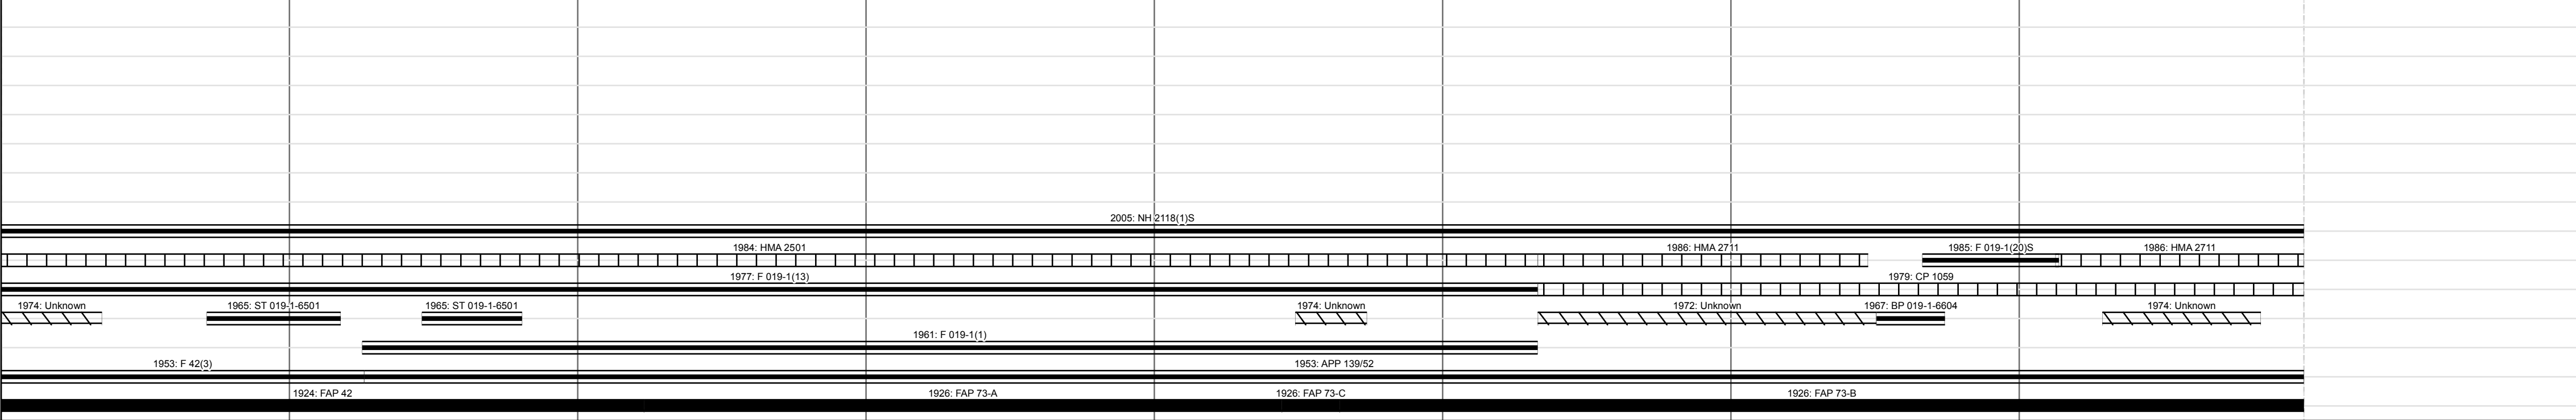 2005: NH 2118(1)S
1984: HMA 2501
1986: HMA 2711
1985: F 019-1(20)S
1986: HMA 2711
1977: F 019-1(13)
1979: CP 1059
1974: Unknown
1965: ST 019-1-6501
1965: ST 019-1-6501
1974: Unknown
1972: Unknown
1967: BP 019-1-6604
1974: Unknown
1961: F 019-1(1)
1953: F 42(3)
1953: APP 139/52
1924: FAP 42
1926: FAP 73-A
1926: FAP 73-C
1926: FAP 73-B